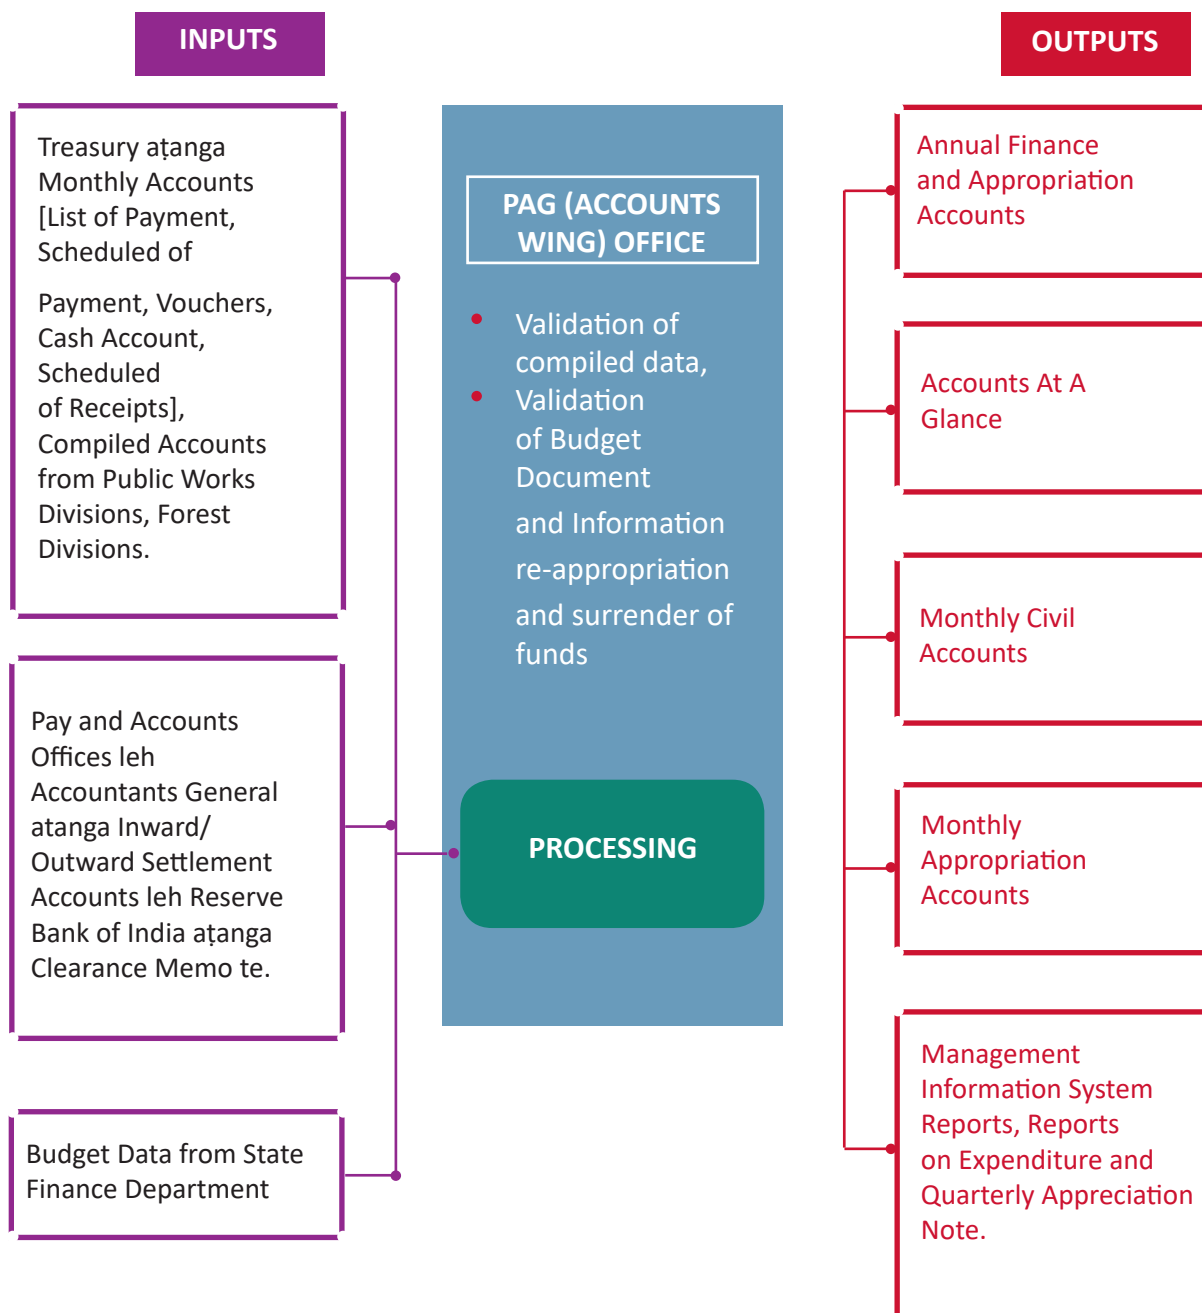 INPUTS
Treasury aṭanga
Monthly Accounts
[List of Payment,
Scheduled of
Payment, Vouchers,
Cash Account,
Scheduled
of Receipts],
Compiled Accounts
from Public Works
Divisions, Forest
Divisions.
Pay and Accounts
Offices leh
Accountants General
atanga Inward/
Outward Settlement
Accounts leh Reserve
Bank of India aṭanga
Clearance Memo te.
Budget Data from State
Finance Department
PAG (ACCOUNTS
WING) OFFICE
• Validation of
compiled data,
• Validation
of Budget
Document
and Information
re-appropriation
and surrender of
funds
PROCESSING
OUTPUTS
Annual Finance
and Appropriation
Accounts
Accounts At A
Glance
Monthly Civil
Accounts
Monthly
Appropriation
Accounts
Management
Information System
Reports, Reports
on Expenditure and
Quarterly Appreciation
Note.